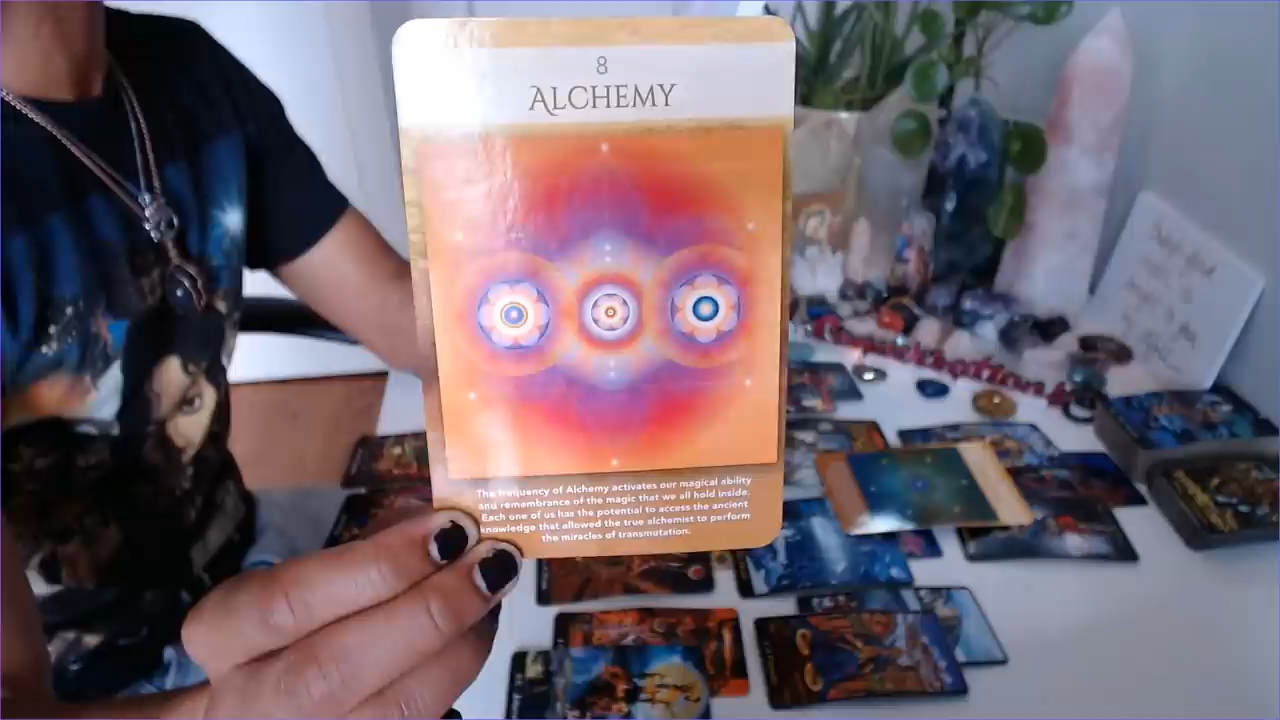 8
ALCHEMY
The frequency of Alchemy activates our magical ability
and remembrance of the magic that we all hold inside.
Each one of us has the potential to access the ancient
knowledge that allowed the true alchemist to perform
the miracles of transmutation.